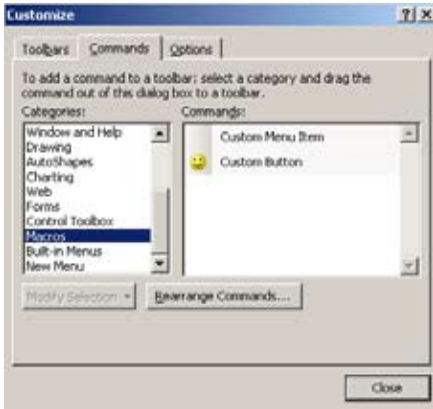 Customize
Toolbars Commands Options
To add a command to a toolbar: select a category and drag the
command out of this dialog box to a toolbar.
Categories: Commands:
Window and Help
Drawing
AutoShapes
Charting
Web
Forms
Control Toolbox
Macros
Built-in Menus
New Menu
Custom Menu Item
Custom Button
Modify Selection Rearrange Commands...
Close